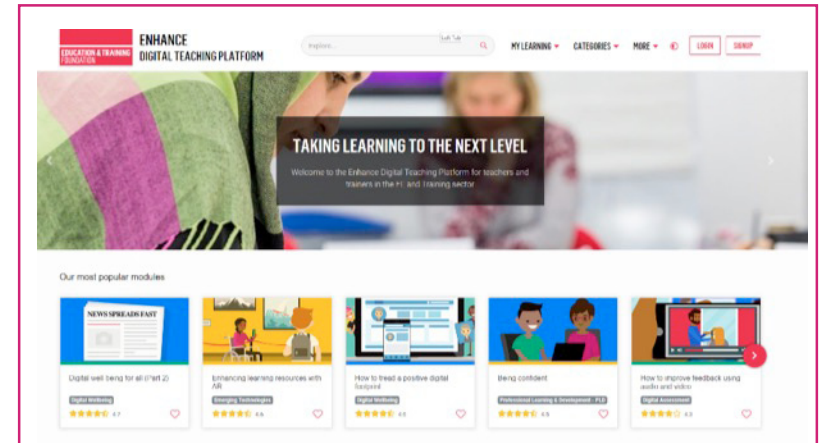 EDUCATION & TRAINING
FOUNDATION
ENHANCE
DIGITAL TEACHING PLATFORM
Explore...
MY LEARNING
CATEGORIES
MORE
LOGIN
SIGNUP
TAKING LEARNING TO THE NEXT LEVEL
Welcome to the Enhance Digital Teaching Platform for teachers and
trainers in the FE and Training sector
Our most popular modules
NEWS SPREADS FAST
Digital well being for all (Part 2)
Digital Wellbeing
4.7
Enhancing learning resources with
AR
Emerging Technologies
4.6
How to tread a positive digital
footprint
Digital Wellbeing
4.5
Being confident
Professional Learning & Development - PLD
4.5
How to improve feedback using
audio and video
Digital Assessment
4.3